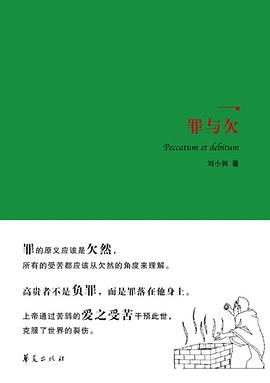 罪与欠
Peccatum et debitum
刘小枫 著
罪的原义应该是欠然，
所有的受苦都应该从欠然的角度来理解。
高贵者不是负罪，而是罪落在他身上。
上帝通过苦弱的爱之受苦干预此世，
克服了世界的裂伤。
华夏出版社